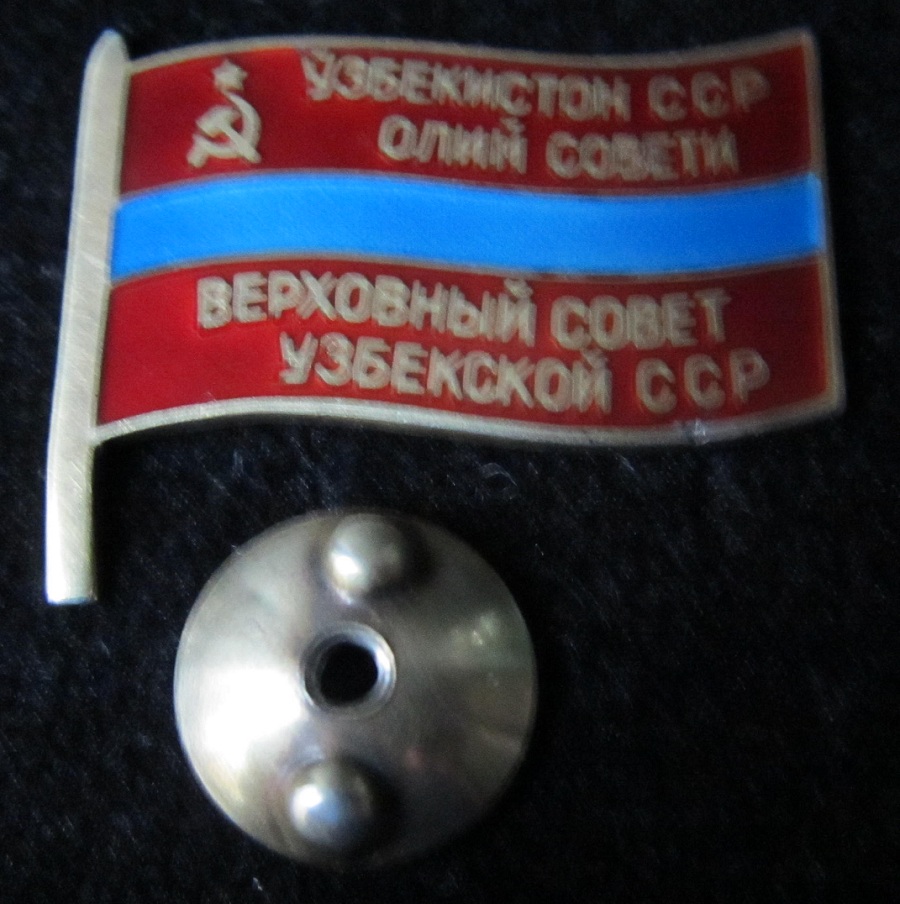 ЎЗБЕКИСТОН ССР
ОЛИЙ СОВЕТИ
ВЕРХОВНЫЙ СОВЕТ
УЗБЕКСКОЙ ССР